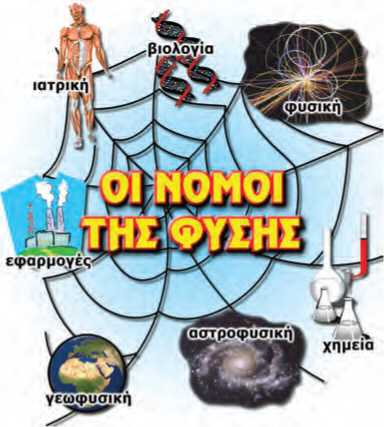 βιολογία
ιατρική
φυσική
ΟΙ ΝΟΜΟΙ
ΤΗΣ ΦΥΣΗΣ
εφαρμογές
αστροφυσική
χημεία
γεωφυσική